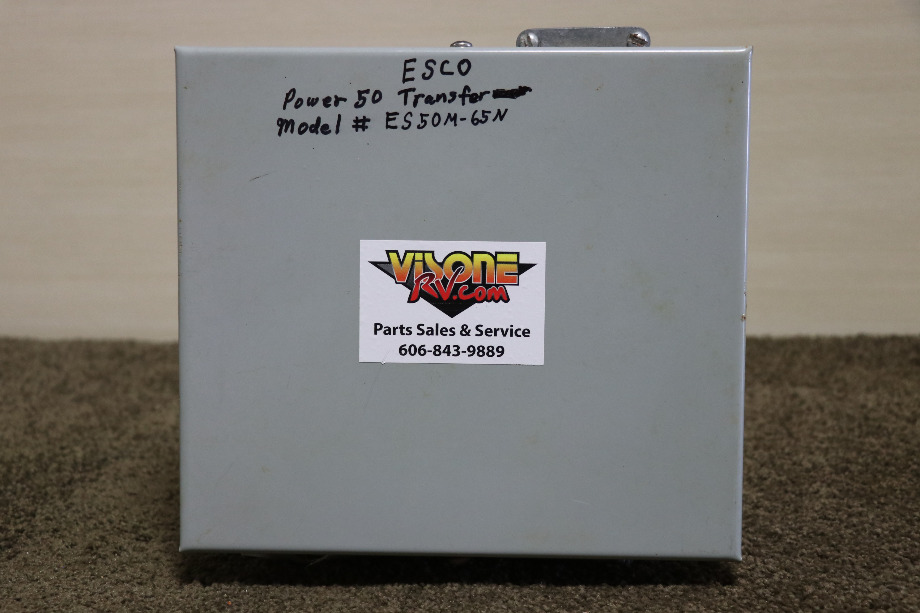 ESCO
Power 50 Transfer
Model # ES50M-65N
VISONE
RV.com
Parts Sales & Service
606-843-9889